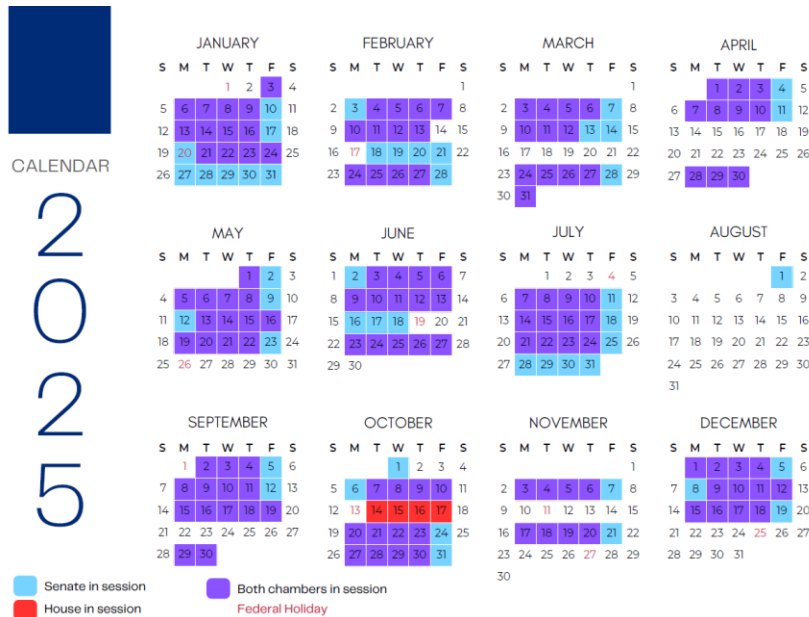 CALENDAR
2
0
2
5
JANUARY
S M T W T F S
1 2 3 4
5 6 7 8 9 10 11
12 13 14 15 16 17 18
19 20 21 22 23 24 25
26 27 28 29 30 31
FEBRUARY
S M T W T F S
1
2 3 4 5 6 7 8
9 10 11 12 13 14 15
16 17 18 19 20 21 22
23 24 25 26 27 28
MARCH
S M T W T F S
1
2 3 4 5 6 7 8
9 10 11 12 13 14 15
16 17 18 19 20 21 22
23 24 25 26 27 28 29
30 31
APRIL
S M T W T F S
1 2 3 4 5
6 7 8 9 10 11 12
13 14 15 16 17 18 19
20 21 22 23 24 25 26
27 28 29 30
MAY
S M T W T F S
1 2 3
4 5 6 7 8 9 10
11 12 13 14 15 16 17
18 19 20 21 22 23 24
25 26 27 28 29 30 31
JUNE
S M T W T F S
1 2 3 4 5 6 7
8 9 10 11 12 13 14
15 16 17 18 19 20 21
22 23 24 25 26 27 28
29 30
JULY
S M T W T F S
1 2 3 4 5
6 7 8 9 10 11 12
13 14 15 16 17 18 19
20 21 22 23 24 25 26
27 28 29 30 31
AUGUST
S M T W T F S
1 2
3 4 5 6 7 8 9
10 11 12 13 14 15 16
17 18 19 20 21 22 23
24 25 26 27 28 29 30
31
SEPTEMBER
S M T W T F S
1 2 3 4 5 6
7 8 9 10 11 12 13
14 15 16 17 18 19 20
21 22 23 24 25 26 27
28 29 30
OCTOBER
S M T W T F S
1 2 3 4
5 6 7 8 9 10 11
12 13 14 15 16 17 18
19 20 21 22 23 24 25
26 27 28 29 30 31
NOVEMBER
S M T W T F S
1
2 3 4 5 6 7 8
9 10 11 12 13 14 15
16 17 18 19 20 21 22
23 24 25 26 27 28 29
30
DECEMBER
S M T W T F S
1 2 3 4 5 6
7 8 9 10 11 12 13
14 15 16 17 18 19 20
21 22 23 24 25 26 27
28 29 30 31
Senate in session
House in session
Both chambers in session
Federal Holiday